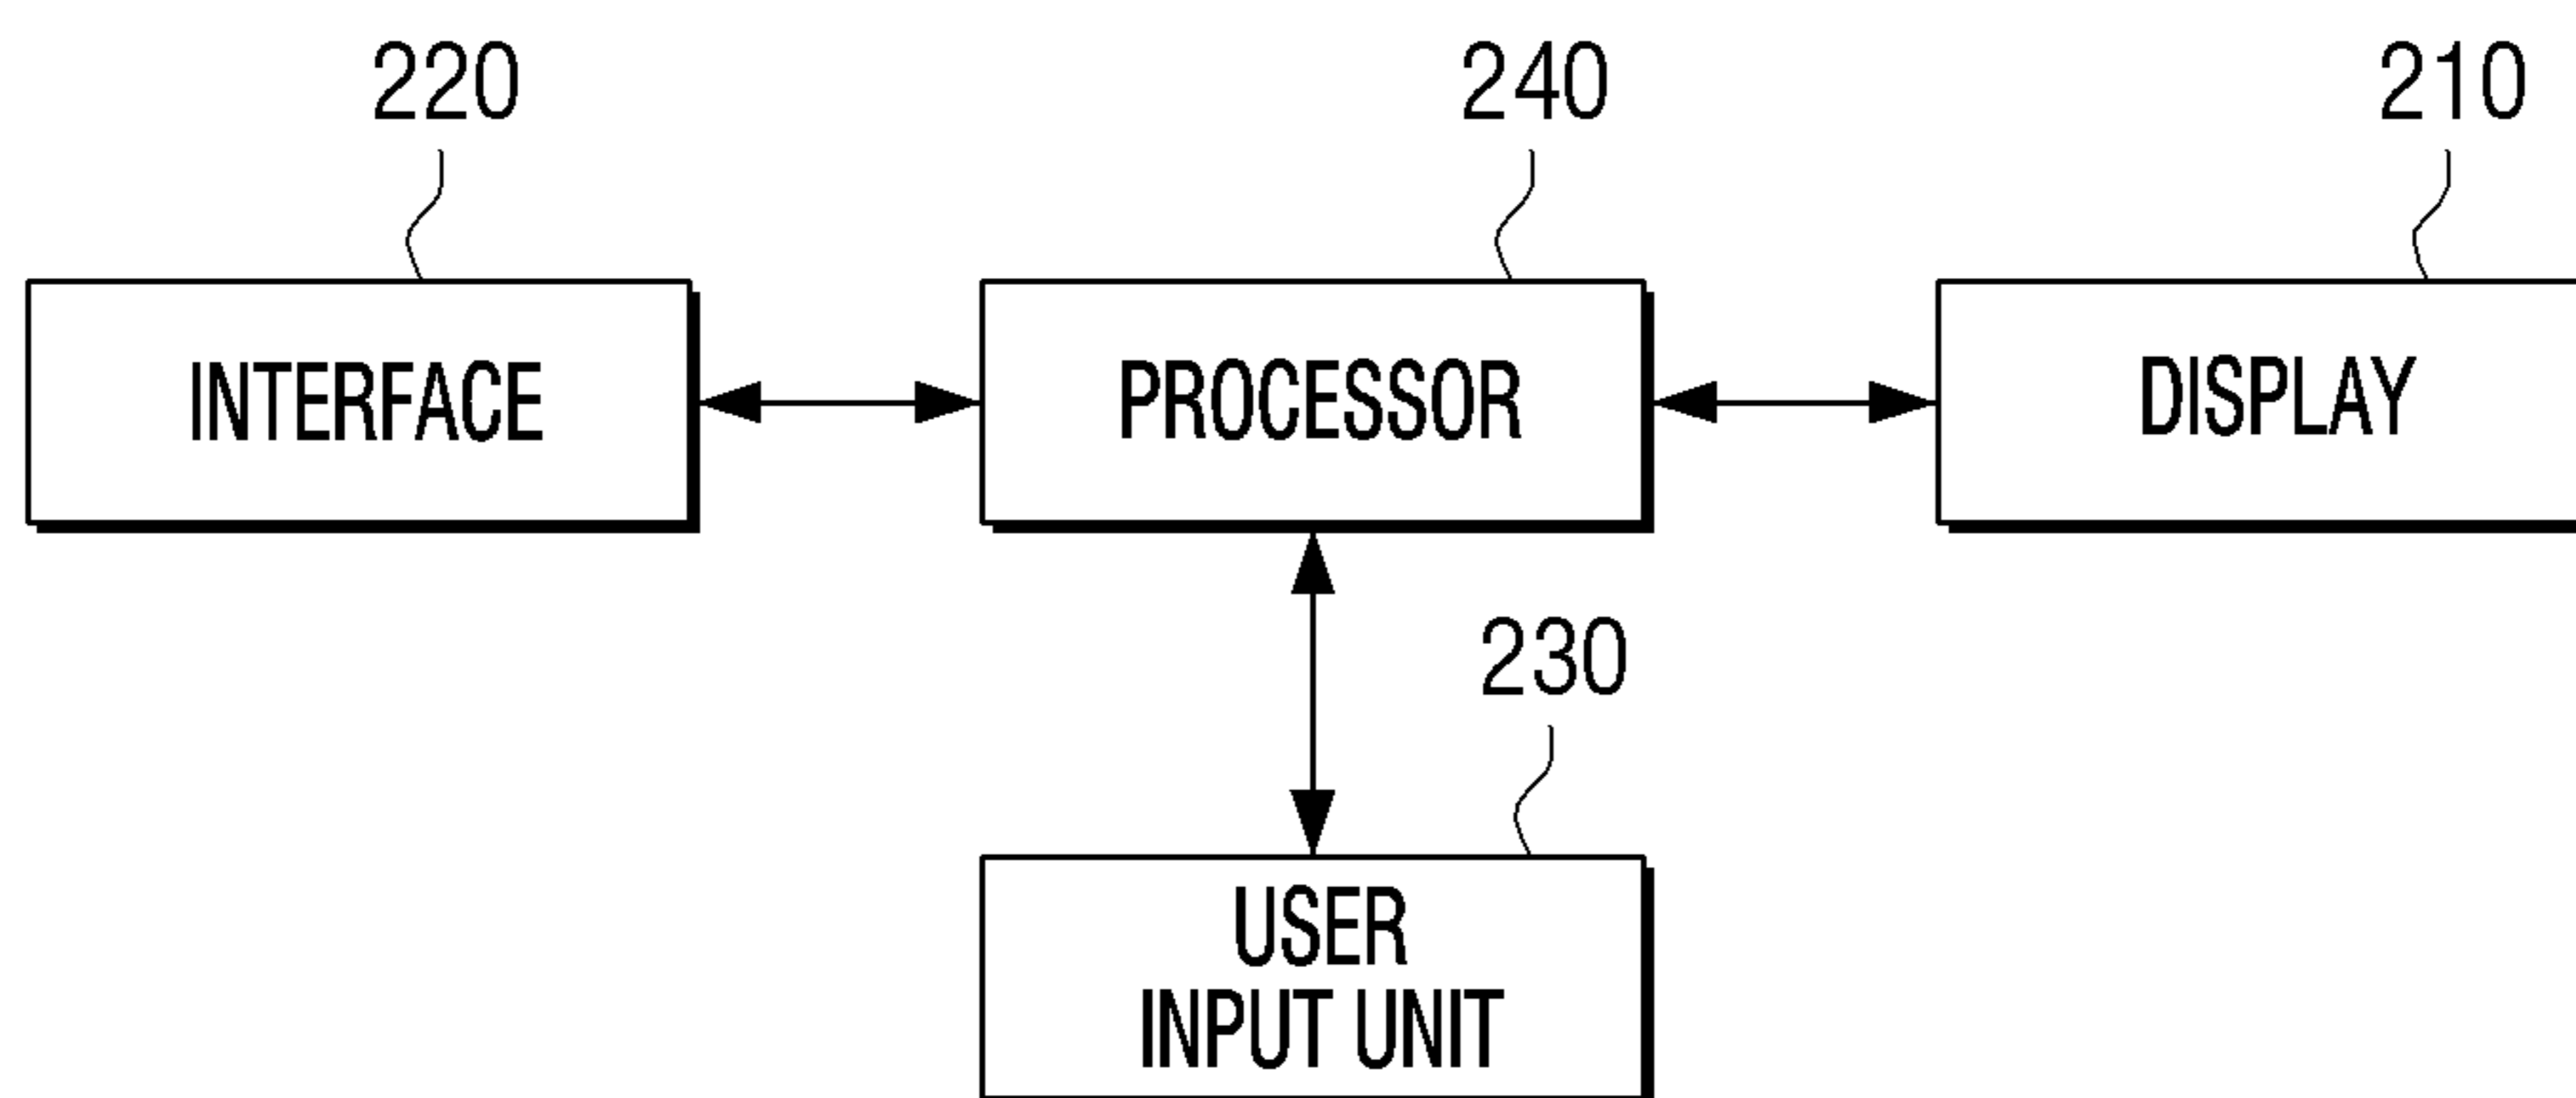 220
240
210
INTERFACE
PROCESSOR
DISPLAY
230
USER
INPUT UNIT